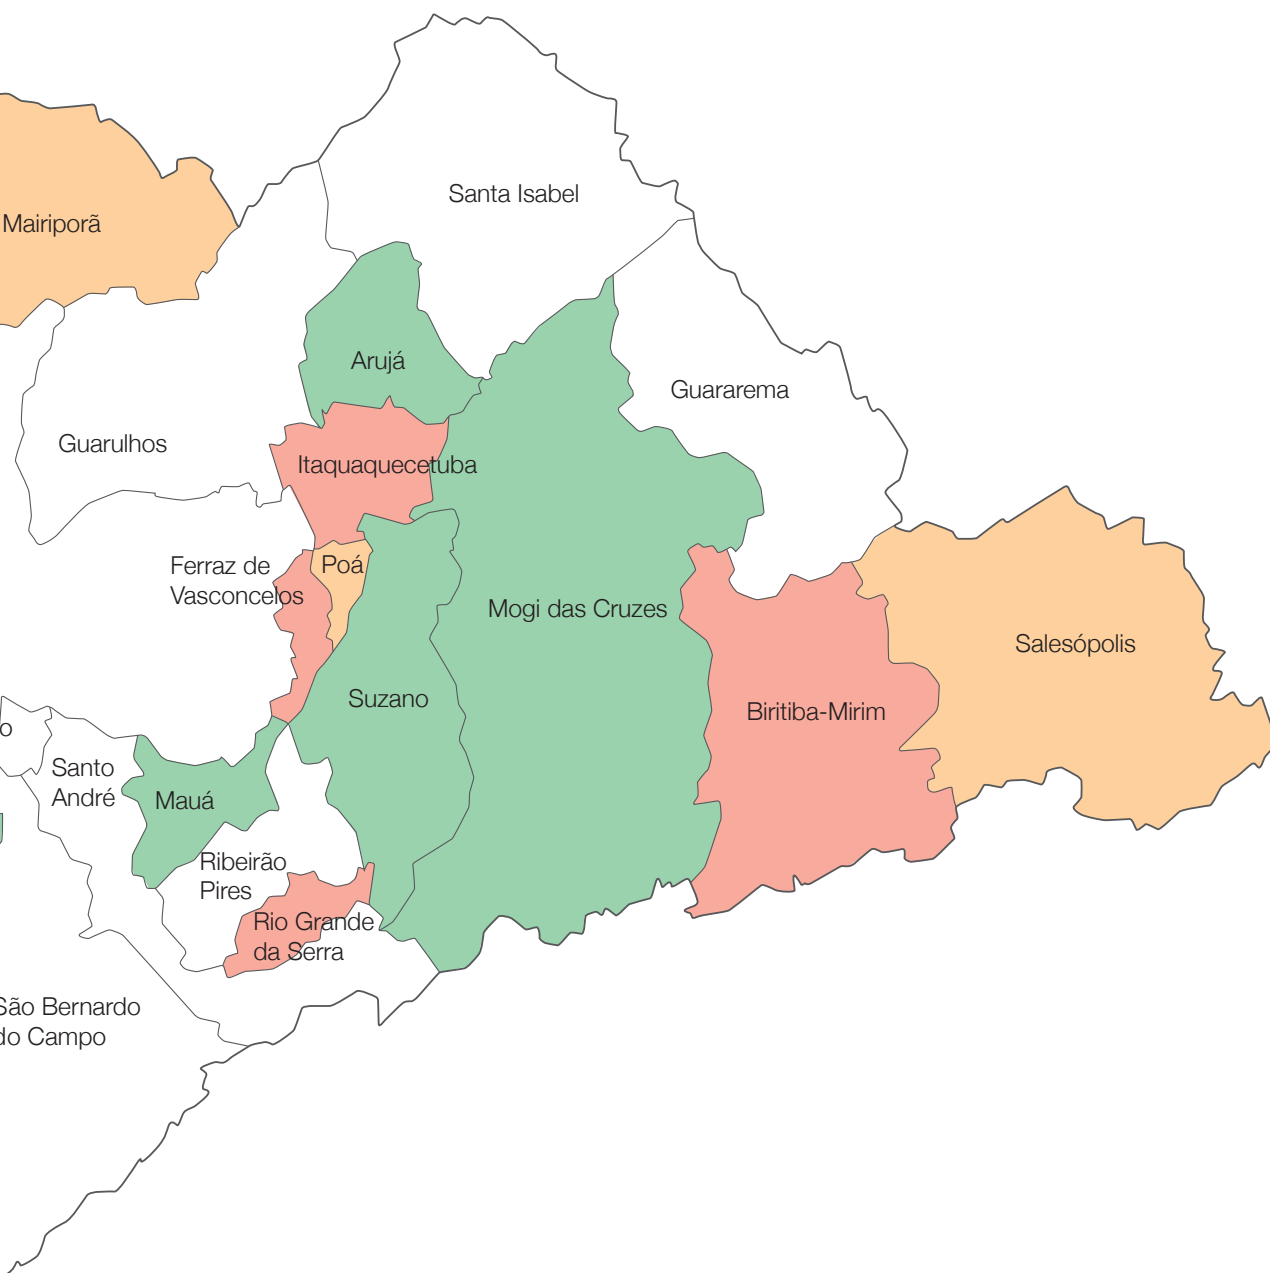 Santa Isabel
Mairiporã
Arujá
Guararema
Guarulhos
Itaquaquecetuba
Ferraz de
Vasconcelos
Poá
Mogi das Cruzes
Salesópolis
Suzano
Biritiba-Mirim
o
Santo
André
Mauá
Ribeirão
Pires
Rio Grande
da Serra
São Bernardo
do Campo